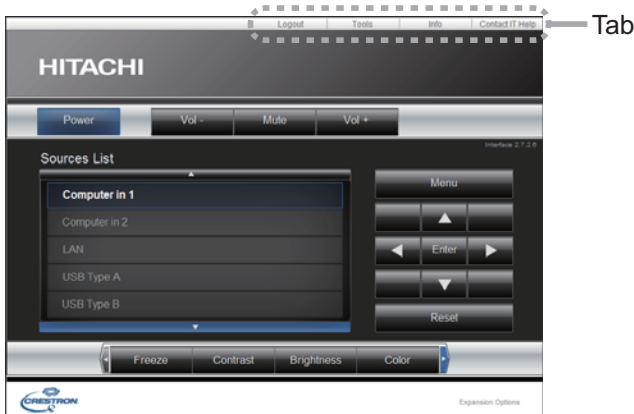 Logout Tools Info Contact IT Help
Tab
HITACHI
Power Vol - Mute Vol +
Interface 2.7.2.6
Sources List
Computer in 1
Computer in 2
LAN
USB Type A
USB Type B
Menu
Enter
Reset
Freeze Contrast Brightness Color
CRESTRON
Expansion Options